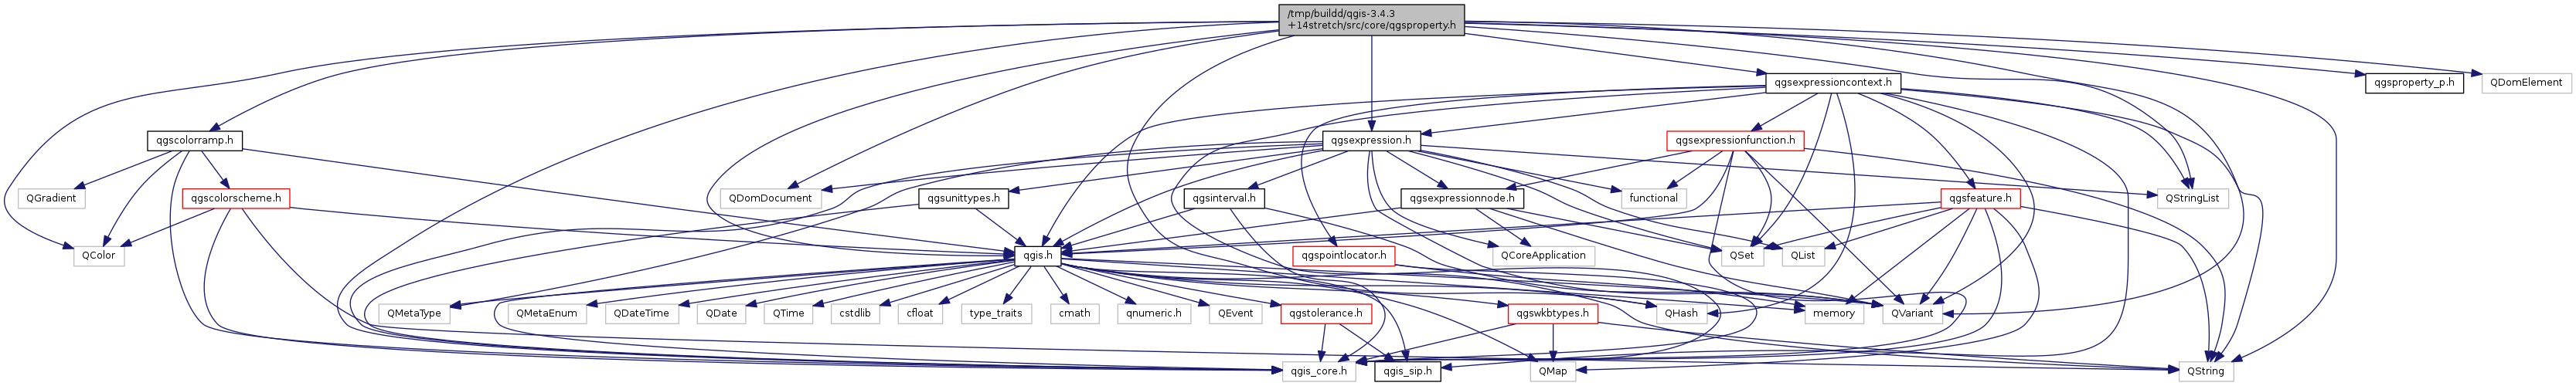 /tmp/buildd/qgis-3.4.3
+14stretch/src/core/qgsproperty.h
qgsexpressioncontext.h
qgsproperty_p.h
QDomElement
qgscolorramp.h
qgsexpression.h
qgsexpressionfunction.h
QGradient
qgscolorscheme.h
QDomDocument
qgsunittypes.h
qgsinterval.h
qgsexpressionnode.h
functional
qgsfeature.h
QStringList
QColor
qgis.h
qgspointlocator.h
QCoreApplication
QSet
QList
QMetaType
QMetaEnum
QDateTime
QDate
QTime
cstdlib
cfloat
type_traits
cmath
qnumeric.h
QEvent
qgstolerance.h
qgswkbtypes.h
QHash
memory
QVariant
qgis_core.h
qgis_sip.h
QMap
QString